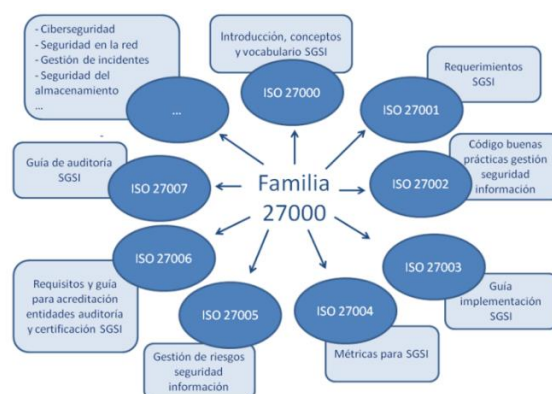 - Ciberseguridad
- Seguridad en la red
- Gestión de incidentes
- Seguridad del
almacenamiento
...
...
Introducción, conceptos
y vocabulario SGSI
ISO 27000
Requerimientos
SGSI
ISO 27001
Código buenas
prácticas gestión
seguridad
información
ISO 27002
Guía
implementación
SGSI
ISO 27003
Métricas para SGSI
ISO 27004
Gestión de riesgos
seguridad
información
ISO 27005
Requisitos y guía
para acreditación
entidades auditoría
y certificación SGSI
ISO 27006
Guía de auditoría
SGSI
ISO 27007
Familia
27000